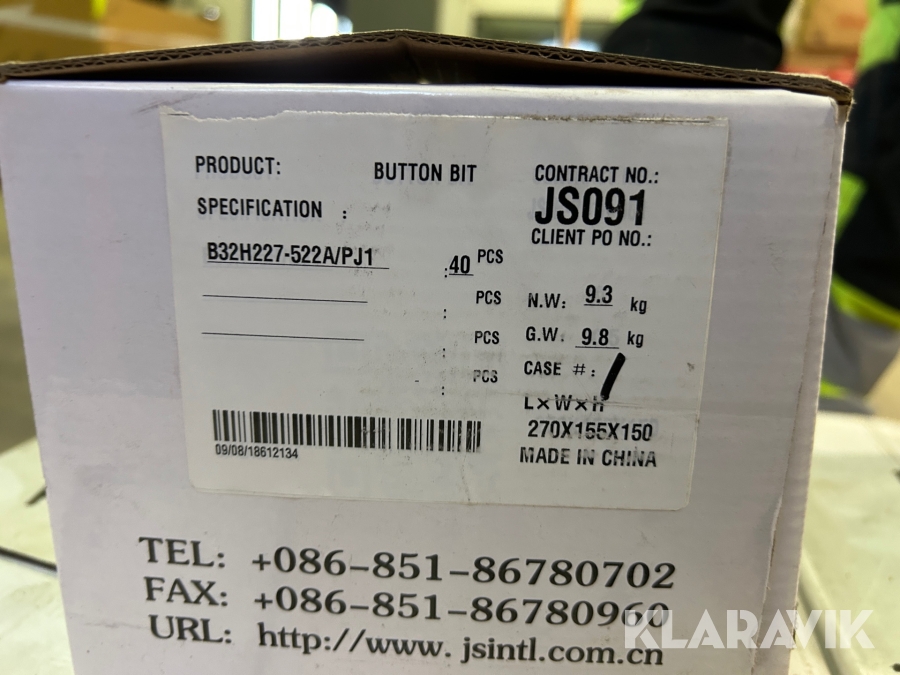 PRODUCT: BUTTON BIT
SPECIFICATION :
B32H227-522A/PJ1 :40 PCS
: PCS
: PCS
: PCS
CONTRACT NO.:
JS091
CLIENT PO NO.:
N.W: 9.3 kg
G.W. 9.8 kg
CASE #: 1
L×W×H
270X155X150
MADE IN CHINA
09/08/18612134
TEL: +086-851-86780702
FAX: +086-851-86780960
URL: http://www.jsintl.com.cn
KLARAVIK